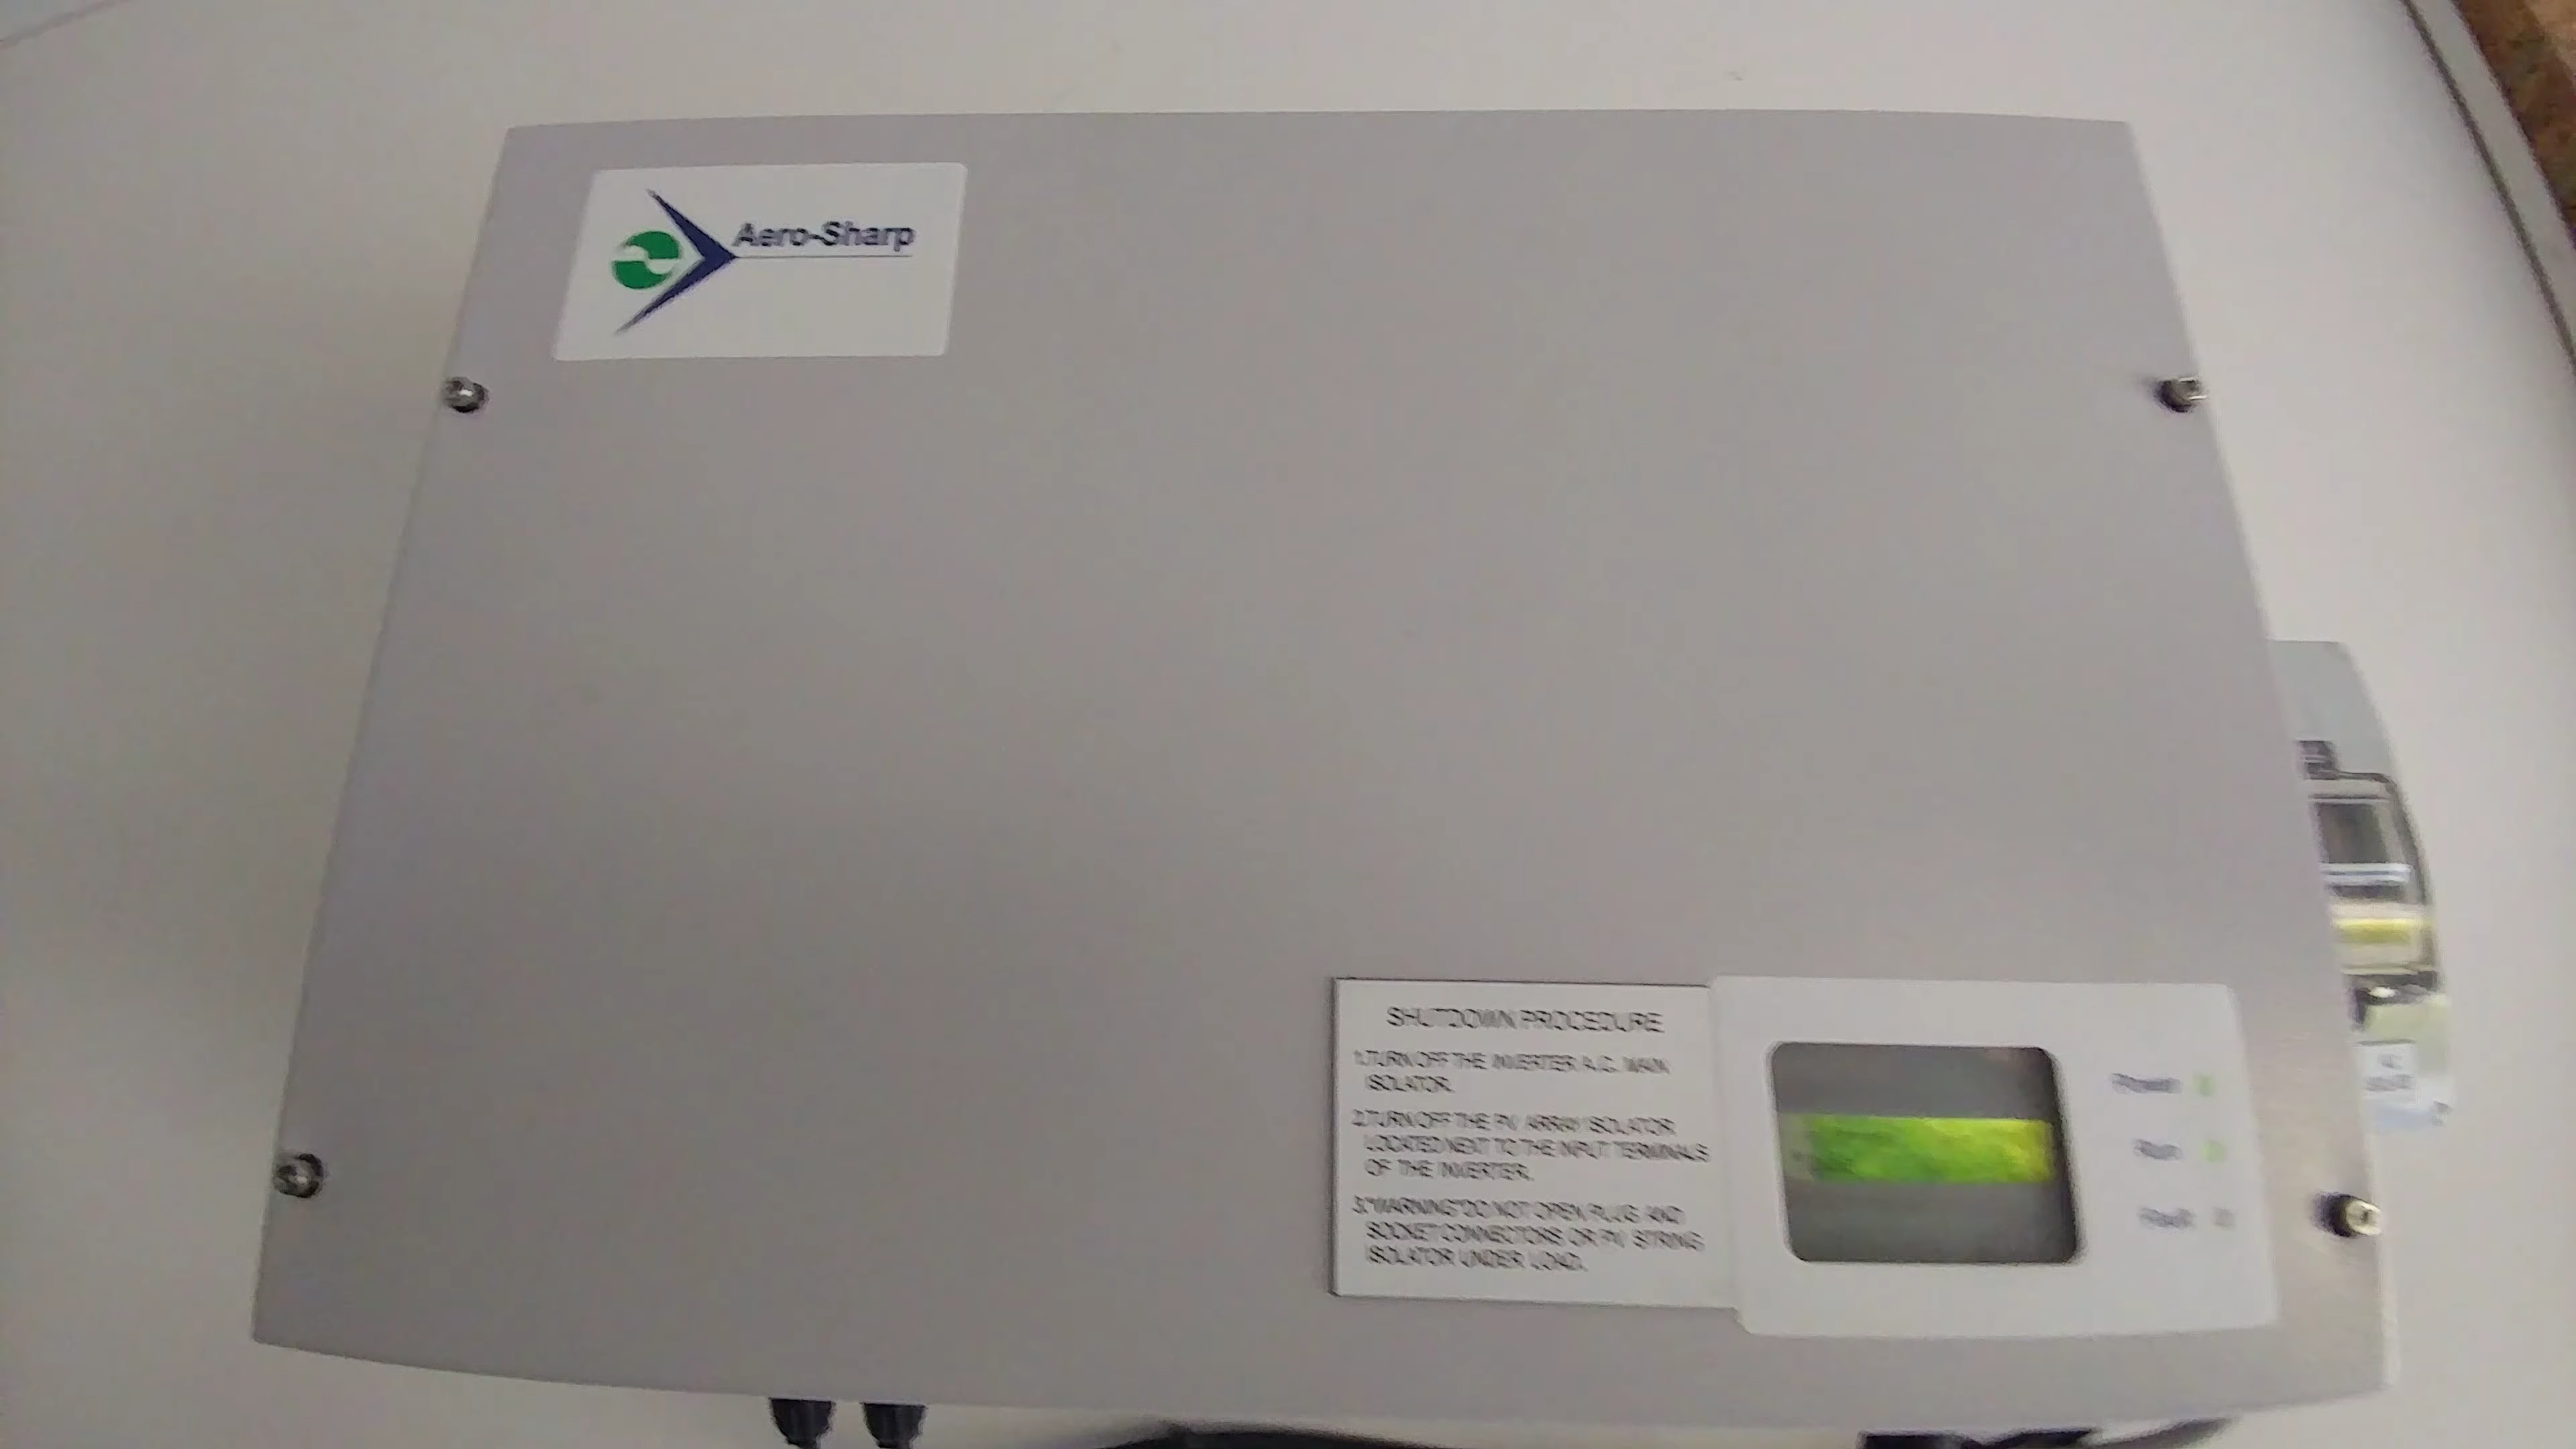 Aero-Sharp
SHUTDOWN PROCEDURE
1.TURN OFF THE INVERTER A.C. MAIN
ISOLATOR.
2.TURN OFF THE PV ARRAY ISOLATOR
LOCATED NEXT TO THE INPUT TERMINALS
OF THE INVERTER.
3.*WARNING*DO NOT OPEN PLUG AND
SOCKET CONNECTORS OR PV STRING
ISOLATOR UNDER LOAD.
Power
Run
Fault